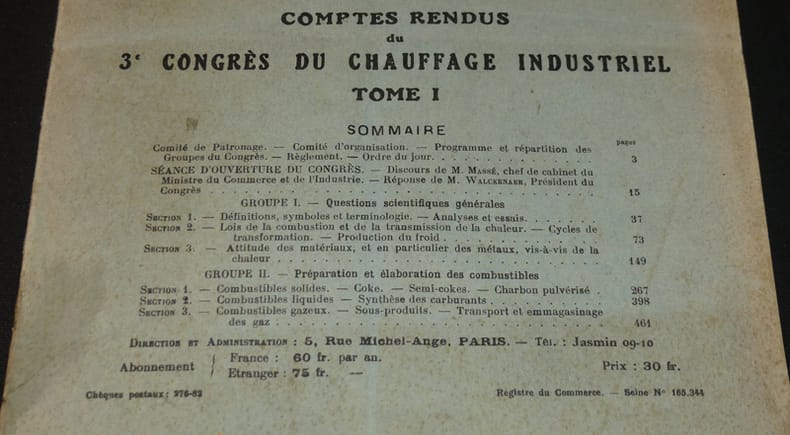 COMPTES RENDUS
du
3e CONGRÈS DU CHAUFFAGE INDUSTRIEL
TOME I
SOMMAIRE
pages
Comité de Patronage. — Comité d'organisation. — Programme et répartition des
Groupes du Congrès. — Règlement. — Ordre du jour. . . . . . . . . . . . . . . 3
SÉANCE D'OUVERTURE DU CONGRÈS. — Discours de M. MASSÉ, chef de cabinet du
Ministre du Commerce et de l'Industrie. — Réponse de M. WALCKENAER, Président du
Congrès . . . . . . . . . . . . . . . . . . . . . . . . . . . . . . 15
GROUPE I. — Questions scientifiques générales
SECTION 1. — Définitions, symboles et terminologie. — Analyses et essais. . . . . . . 37
SECTION 2. — Lois de la combustion et de la transmission de la chaleur. — Cycles de
transformation. — Production du froid . . . . . . . . . . . . . . 73
SECTION 3. — Attitude des matériaux, et en particulier des métaux, vis-à-vis de la
chaleur . . . . . . . . . . . . . . . . . . . . . . . . . . . . 149
GROUPE II. — Préparation et élaboration des combustibles
SECTION 1. — Combustibles solides. — Coke. — Semi-cokes. — Charbon pulvérisé . 267
SECTION 2. — Combustibles liquides — Synthèse des carburants . . . . . . . . . . 398
SECTION 3. — Combustibles gazeux. — Sous-produits. — Transport et emmagasinage
des gaz . . . . . . . . . . . . . . . . . . . . . . . . . . . . 461
DIRECTION ET ADMINISTRATION : 5, Rue Michel-Ange, PARIS. — TÉL. : Jasmin 09-10
Abonnement { France : 60 fr. par an.
Etranger : 75 fr. —
Prix : 30 fr.
Chèques postaux : 276-62
Registre du Commerce. — Seine N° 165.344